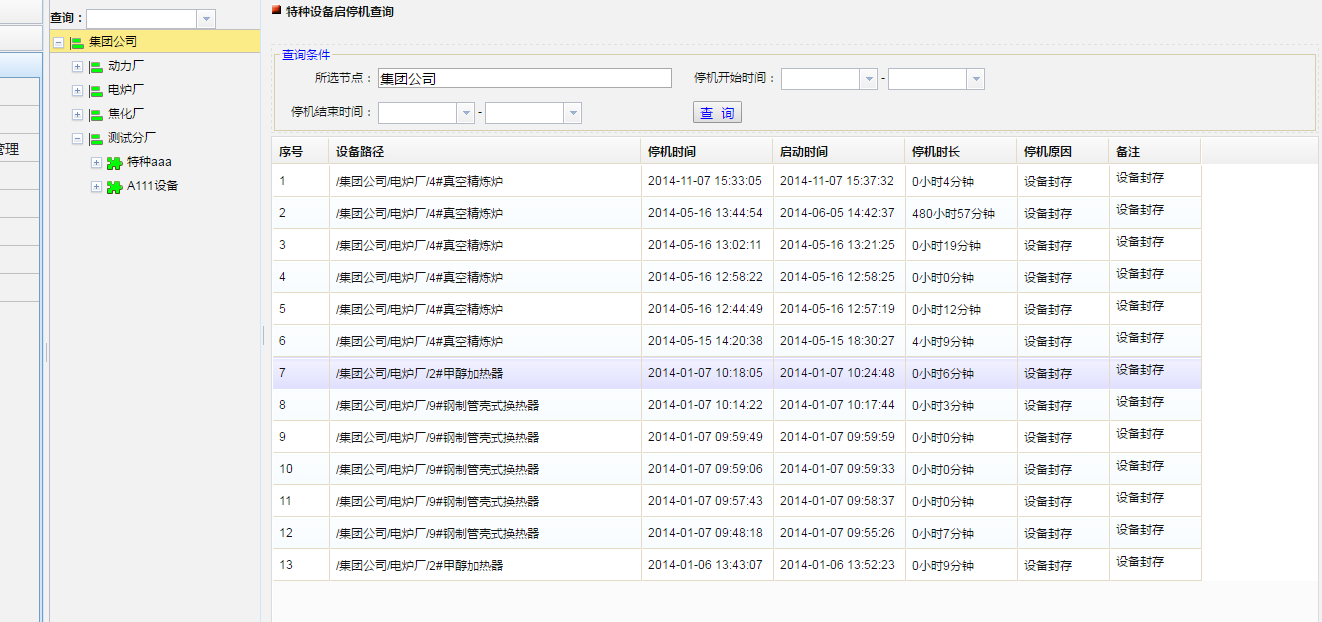 查询：
集团公司
动力厂
电炉厂
焦化厂
测试分厂
特种aaa
A111设备
管理
特种设备启停机查询
查询条件
所选节点： 集团公司 停机开始时间： -
停机结束时间： - 查 询
序号 设备路径 停机时间 启动时间 停机时长 停机原因 备注
1 /集团公司/电炉厂/4#真空精炼炉 2014-11-07 15:33:05 2014-11-07 15:37:32 0小时4分钟 设备封存 设备封存
2 /集团公司/电炉厂/4#真空精炼炉 2014-05-16 13:44:54 2014-06-05 14:42:37 480小时57分钟 设备封存 设备封存
3 /集团公司/电炉厂/4#真空精炼炉 2014-05-16 13:02:11 2014-05-16 13:21:25 0小时19分钟 设备封存 设备封存
4 /集团公司/电炉厂/4#真空精炼炉 2014-05-16 12:58:22 2014-05-16 12:58:25 0小时0分钟 设备封存 设备封存
5 /集团公司/电炉厂/4#真空精炼炉 2014-05-16 12:44:49 2014-05-16 12:57:19 0小时12分钟 设备封存 设备封存
6 /集团公司/电炉厂/4#真空精炼炉 2014-05-15 14:20:38 2014-05-15 18:30:27 4小时9分钟 设备封存 设备封存
7 /集团公司/电炉厂/2#甲醇加热器 2014-01-07 10:18:05 2014-01-07 10:24:48 0小时6分钟 设备封存 设备封存
8 /集团公司/电炉厂/9#钢制管壳式换热器 2014-01-07 10:14:22 2014-01-07 10:17:44 0小时3分钟 设备封存 设备封存
9 /集团公司/电炉厂/9#钢制管壳式换热器 2014-01-07 09:59:49 2014-01-07 09:59:59 0小时0分钟 设备封存 设备封存
10 /集团公司/电炉厂/9#钢制管壳式换热器 2014-01-07 09:59:06 2014-01-07 09:59:33 0小时0分钟 设备封存 设备封存
11 /集团公司/电炉厂/9#钢制管壳式换热器 2014-01-07 09:57:43 2014-01-07 09:58:37 0小时0分钟 设备封存 设备封存
12 /集团公司/电炉厂/9#钢制管壳式换热器 2014-01-07 09:48:18 2014-01-07 09:55:26 0小时7分钟 设备封存 设备封存
13 /集团公司/电炉厂/2#甲醇加热器 2014-01-06 13:43:07 2014-01-06 13:52:23 0小时9分钟 设备封存 设备封存